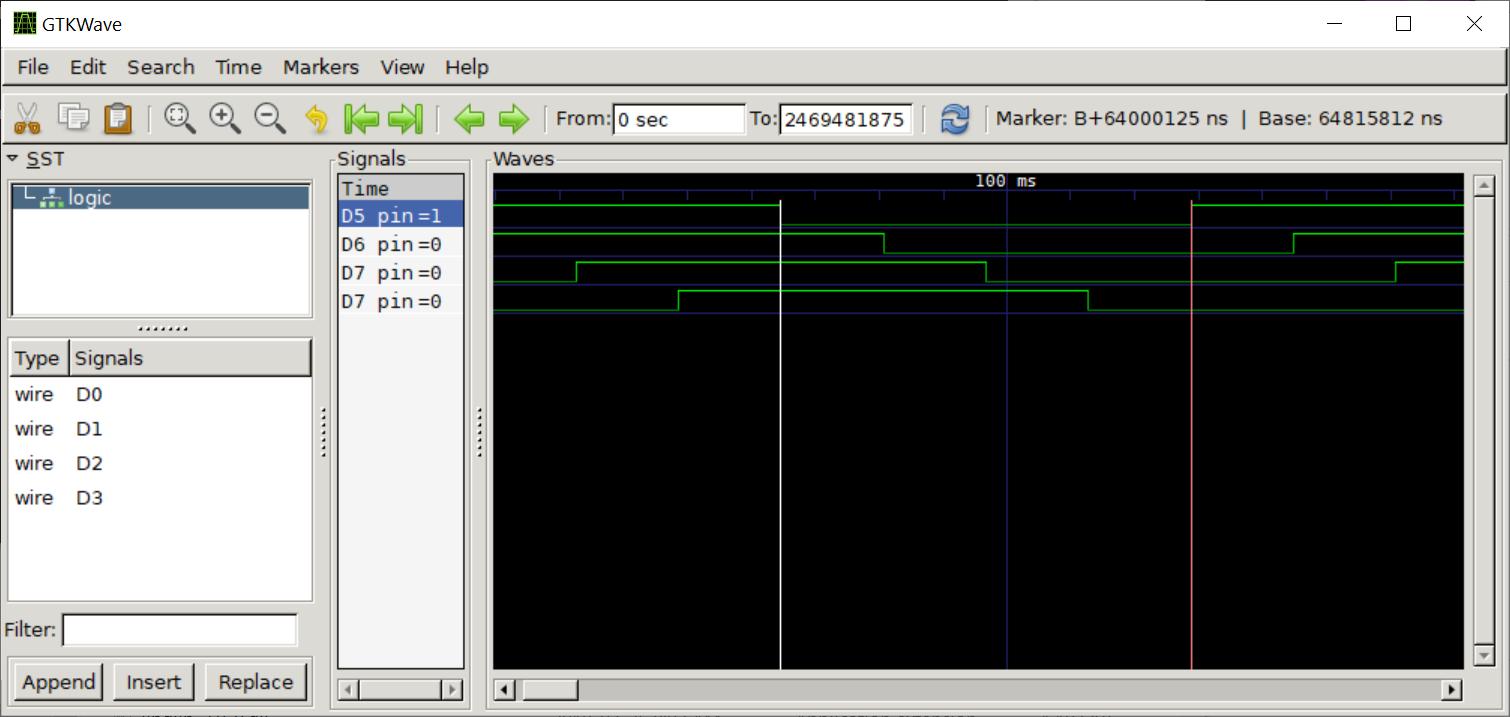 GTKWave
File Edit Search Time Markers View Help
From: 0 sec To: 2469481875 Marker: B+64000125 ns | Base: 64815812 ns
SST
logic
Type Signals
wire D0
wire D1
wire D2
wire D3
Filter:
Append Insert Replace
Signals
Time
D5 pin =1
D6 pin =0
D7 pin =0
D7 pin =0
Waves
100 ms